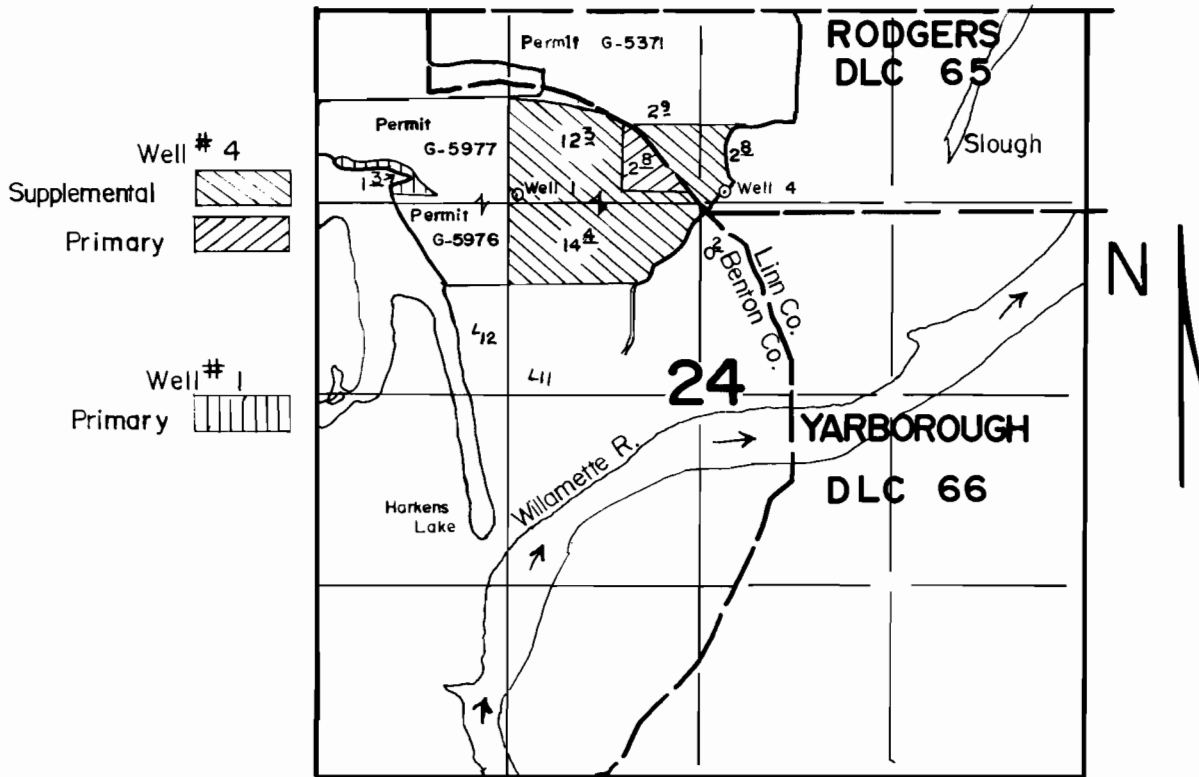 Permit G-5371
RODGERS
DLC 65
Slough
Permit
G-5977
12 3
2 9
2 8
2 8
Well # 4
Supplemental
Primary
1 3
Well 1
Well 4
Permit
G-5976
14 4
Linn Co.
Benton Co.
N
L12
L11
24
Well # 1
Primary
YARBOROUGH
DLC 66
Willamette R.
Harkens
Lake